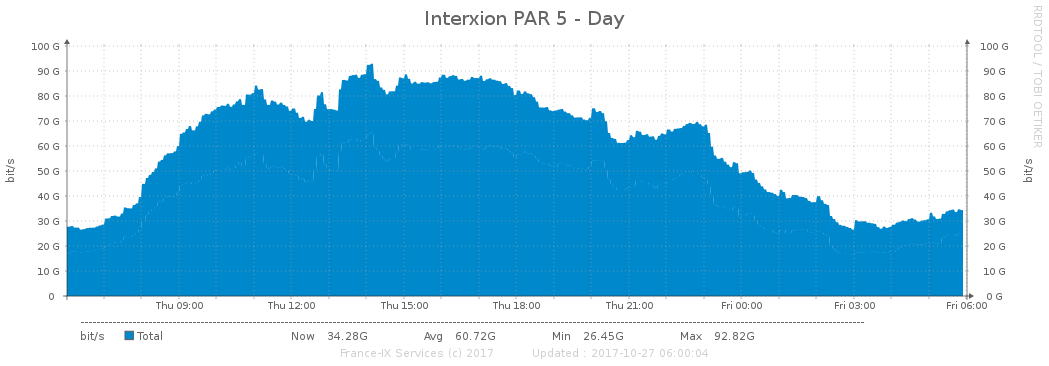 Interxion PAR 5 - Day
RRDTOOL / TOBI OETIKER
100 G 100 G
90 G 90 G
80 G 80 G
70 G 70 G
60 G 60 G
50 G 50 G
40 G 40 G
30 G 30 G
20 G 20 G
10 G 10 G
0 0 G
bit/s bit/s
Thu 09:00 Thu 12:00 Thu 15:00 Thu 18:00 Thu 21:00 Fri 00:00 Fri 03:00 Fri 06:00
bit/s Total Now 34.28G Avg 60.72G Min 26.45G Max 92.82G
France-IX Services (c) 2017 Updated : 2017-10-27 06:00:04